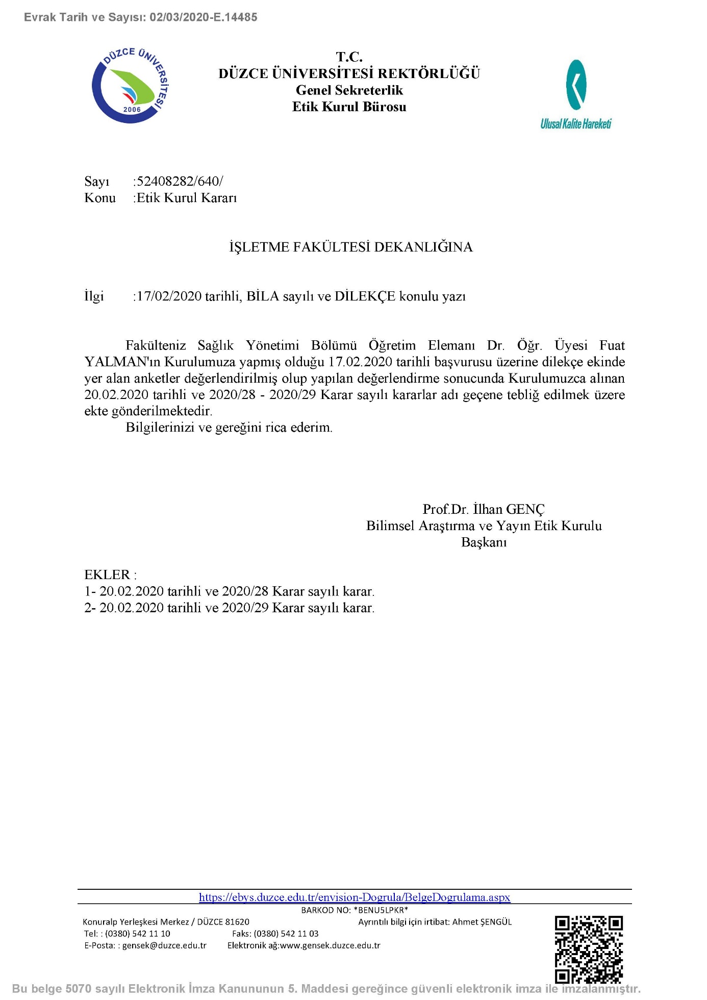 Evrak Tarih ve Sayısı: 02/03/2020-E.14485
DÜZCE ÜNİVERSİTESİ
2006
T.C.
DÜZCE ÜNİVERSİTESİ REKTÖRLÜĞÜ
Genel Sekreterlik
Etik Kurul Bürosu
Ulusal Kalite Hareketi
Sayı :52408282/640/
Konu :Etik Kurul Kararı
İŞLETME FAKÜLTESİ DEKANLIĞINA
İlgi :17/02/2020 tarihli, BİLA sayılı ve DİLEKÇE konulu yazı
Fakülteniz Sağlık Yönetimi Bölümü Öğretim Elemanı Dr. Öğr. Üyesi Fuat
YALMAN'ın Kurulumuza yapmış olduğu 17.02.2020 tarihli başvurusu üzerine dilekçe ekinde
yer alan anketler değerlendirilmiş olup yapılan değerlendirme sonucunda Kurulumuzca alınan
20.02.2020 tarihli ve 2020/28 - 2020/29 Karar sayılı kararlar adı geçene tebliğ edilmek üzere
ekte gönderilmektedir.
Bilgilerinizi ve gereğini rica ederim.
Prof.Dr. İlhan GENÇ
Bilimsel Araştırma ve Yayın Etik Kurulu
Başkanı
EKLER :
1- 20.02.2020 tarihli ve 2020/28 Karar sayılı karar.
2- 20.02.2020 tarihli ve 2020/29 Karar sayılı karar.
https://ebys.duzce.edu.tr/envision-Dogrula/BelgeDogrulama.aspx
BARKOD NO: *BENU5LPKR*
Konuralp Yerleşkesi Merkez / DÜZCE 81620 Ayrıntılı bilgi için irtibat: Ahmet ŞENGÜL
Tel: : (0380) 542 11 10 Faks: (0380) 542 11 03
E-Posta: : gensek@duzce.edu.tr Elektronik ağ:www.gensek.duzce.edu.tr
Bu belge 5070 sayılı Elektronik İmza Kanununun 5. Maddesi gereğince güvenli elektronik imza ile imzalanmıştır.